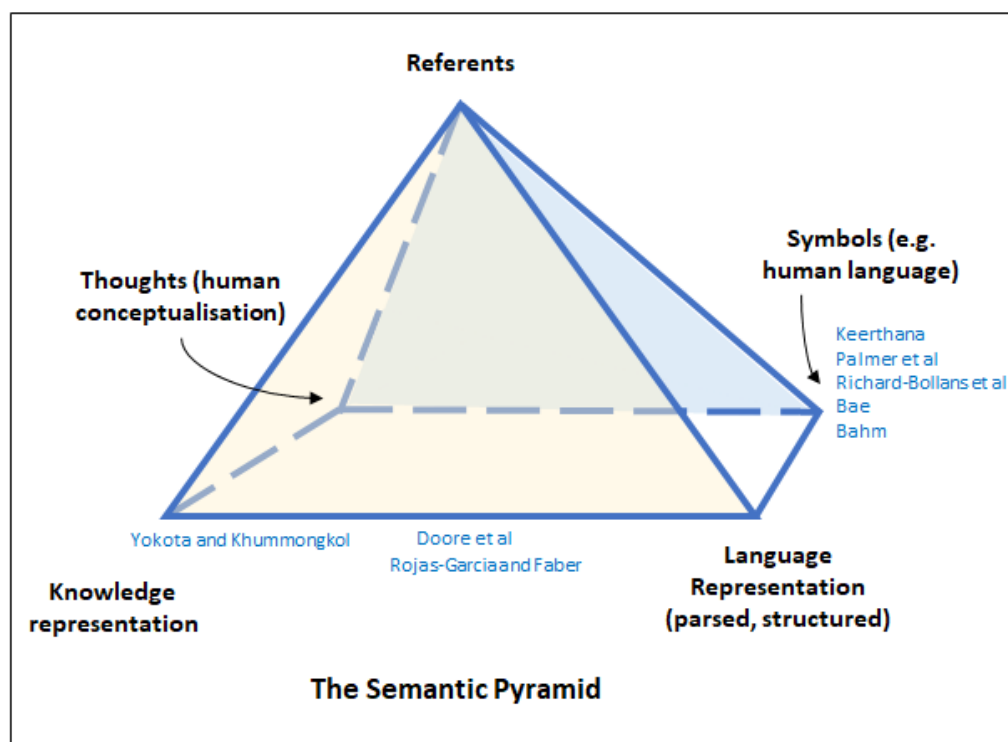 Referents
Symbols (e.g.
human language)
Thoughts (human
conceptualisation)
Keerthana
Palmer et al
Richard-Bollans et al
Bae
Bahm
Yokota and Khummongkol
Doore et al
Rojas-Garcia and Faber
Knowledge
representation
Language
Representation
(parsed, structured)
The Semantic Pyramid